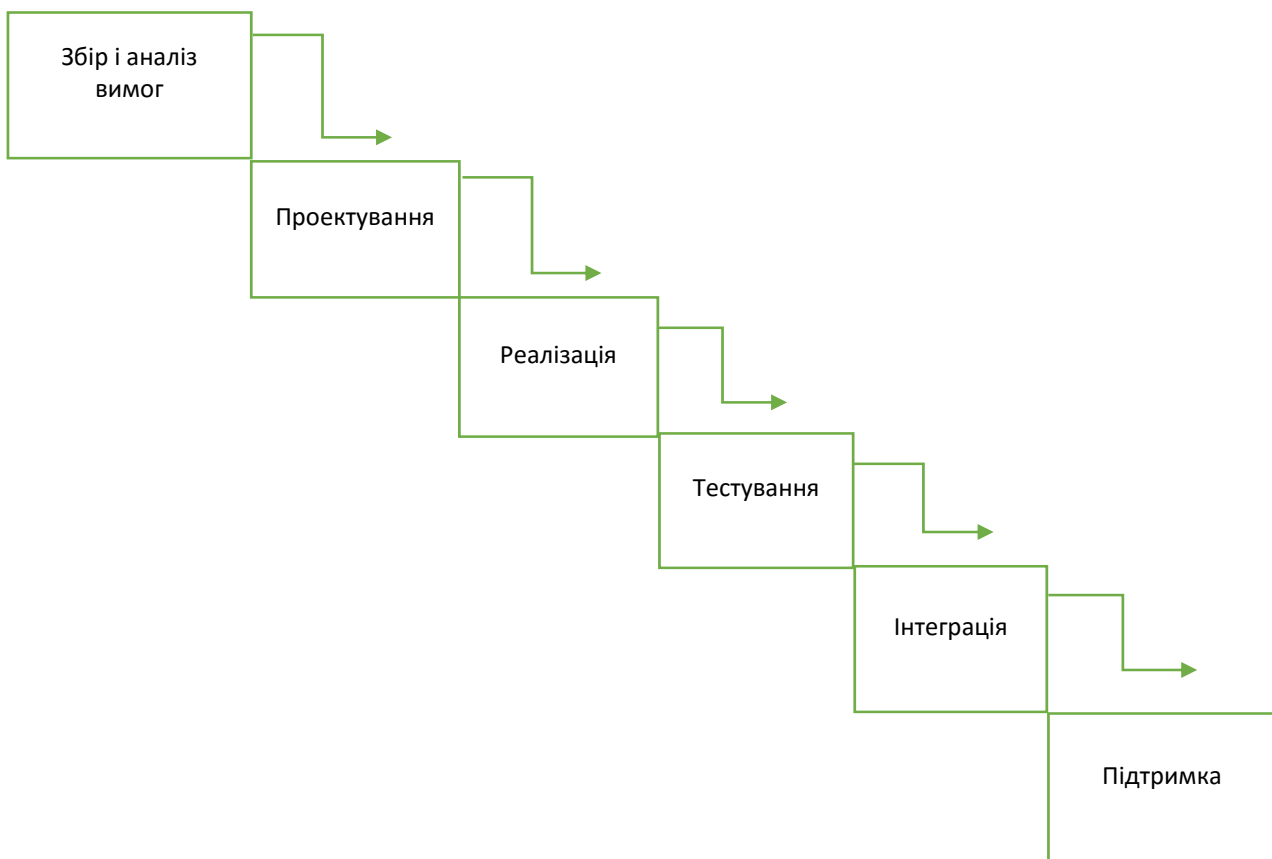 Збір і аналіз
вимог
Проектування
Реалізація
Тестування
Інтеграція
Підтримка